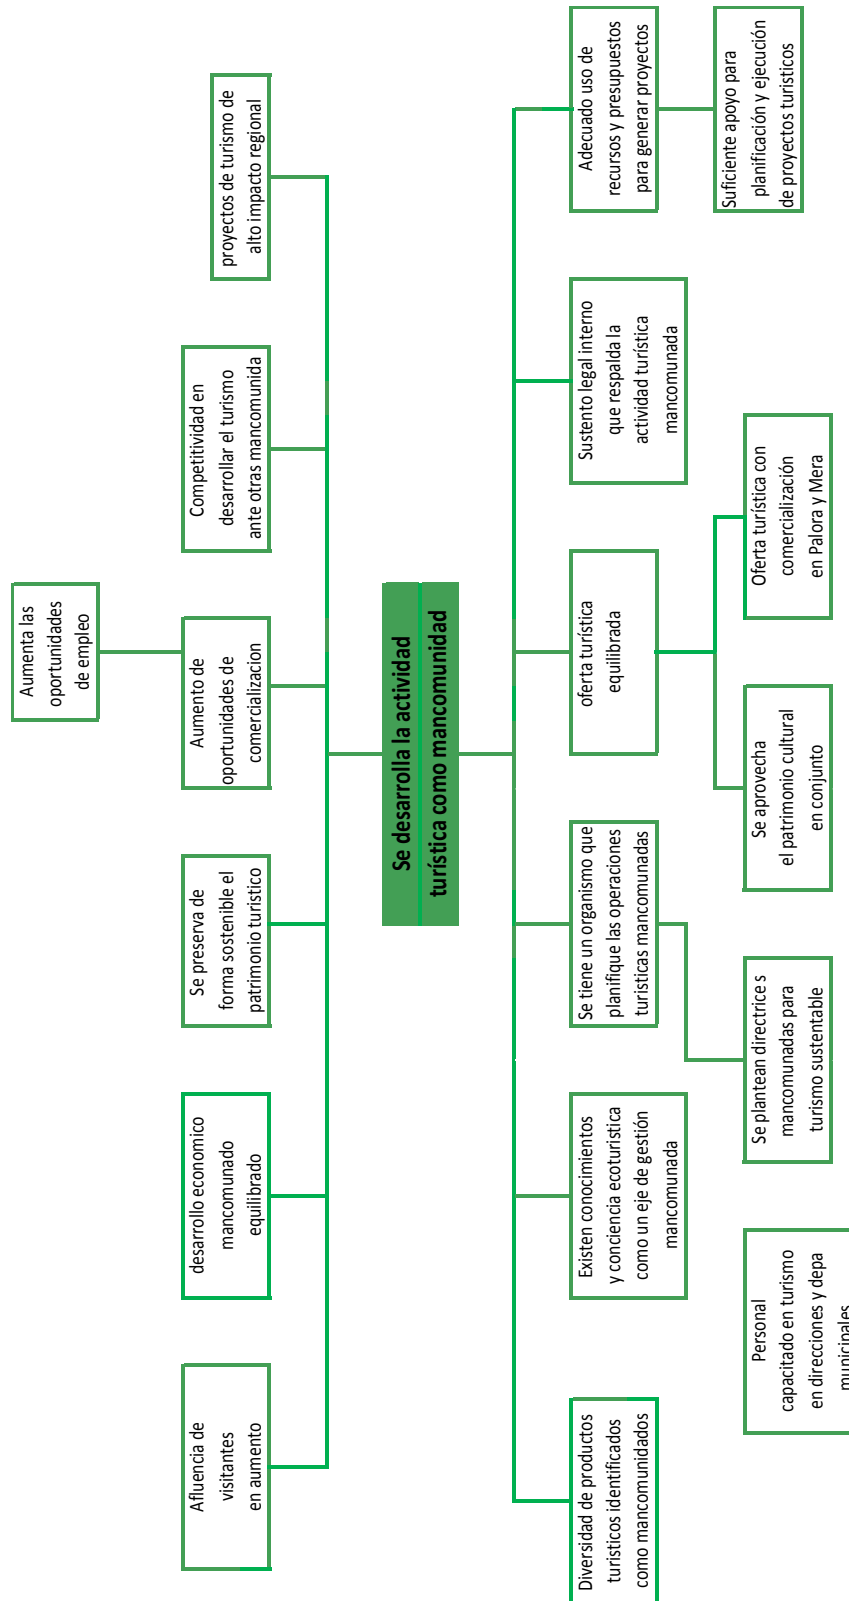 Aumenta las
oportunidades
de empleo
Afluencia de
visitantes
en aumento
desarrollo economico
mancomunado
equilibrado
Se preserva de
forma sostenible el
patrimonio turistico
Aumento de
oportunidades de
comercializacion
Competitividad en
desarrollar el turismo
ante otras mancomunida
proyectos de turismo de
alto impacto regional
Se desarrolla la actividad
turística como mancomunidad
Diversidad de productos
turisticos identificados
como mancomunidados
Existen conocimientos
y conciencia ecoturistica
como un eje de gestión
mancomunada
Se tiene un organismo que
planifique las operaciones
turisticas mancomunadas
oferta turística
equilibrada
Sustento legal interno
que respalda la
actividad turística
mancomunada
Adecuado uso de
recursos y presupuestos
para generar proyectos
Personal
capacitado en turismo
en direcciones y depa
municipales
Se plantean directrice s
mancomunadas para
turismo sustentable
Se aprovecha
el patrimonio cultural
en conjunto
Oferta turística con
comercialización
en Palora y Mera
Suficiente apoyo para
planificación y ejecución
de proyectos turisticos